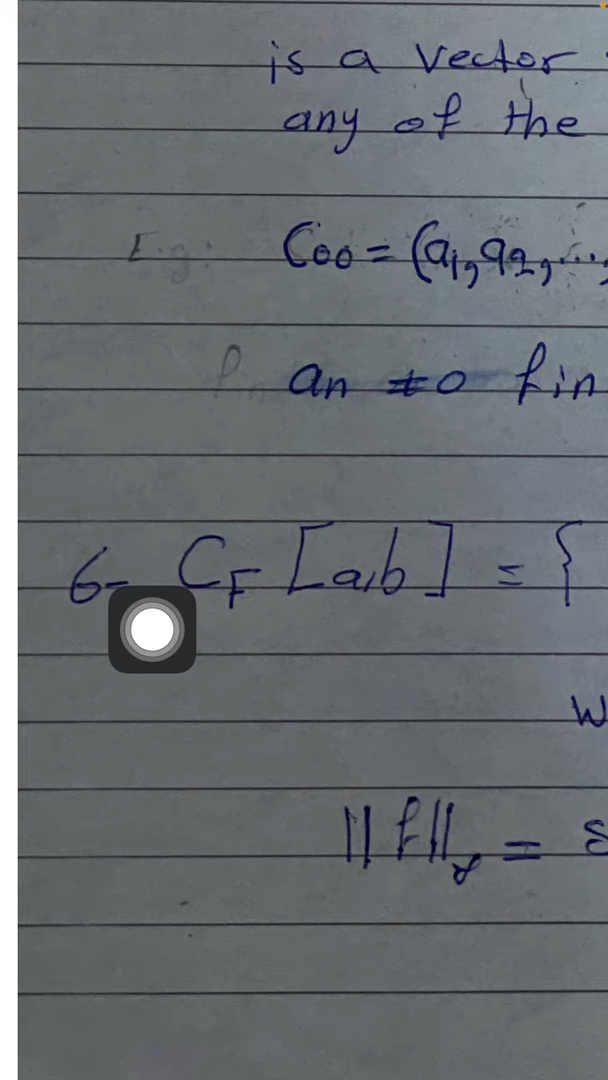 is a vector
any of the
E.g: C₀₀ = (a₁, a₂, ...,
aₙ ≠ 0 fin
6- C_F [a,b] = {
w
||f||ᵧ =